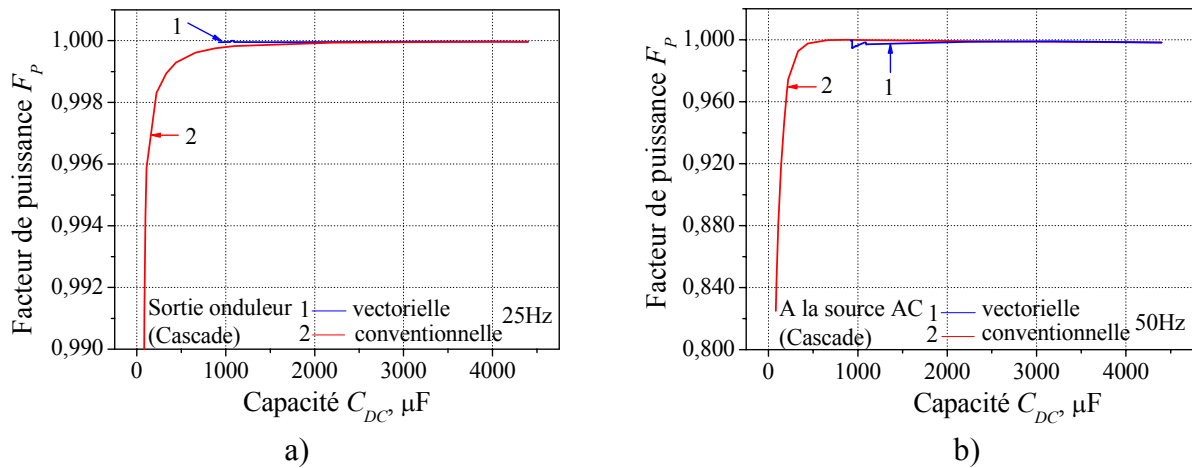 1
1,000
0,998
0,996
0,994
0,992
0,990
Facteur de puissance F_P
2
Sortie onduleur 1 vectorielle 25Hz
(Cascade) 2 conventionnelle
0 1000 2000 3000 4000
Capacité C_DC, µF
a)
1,000
0,960
0,920
0,880
0,840
0,800
Facteur de puissance F_P
1
2
A la source AC 1 vectorielle 50Hz
(Cascade) 2 conventionnelle
0 1000 2000 3000 4000
Capacité C_DC, µF
b)